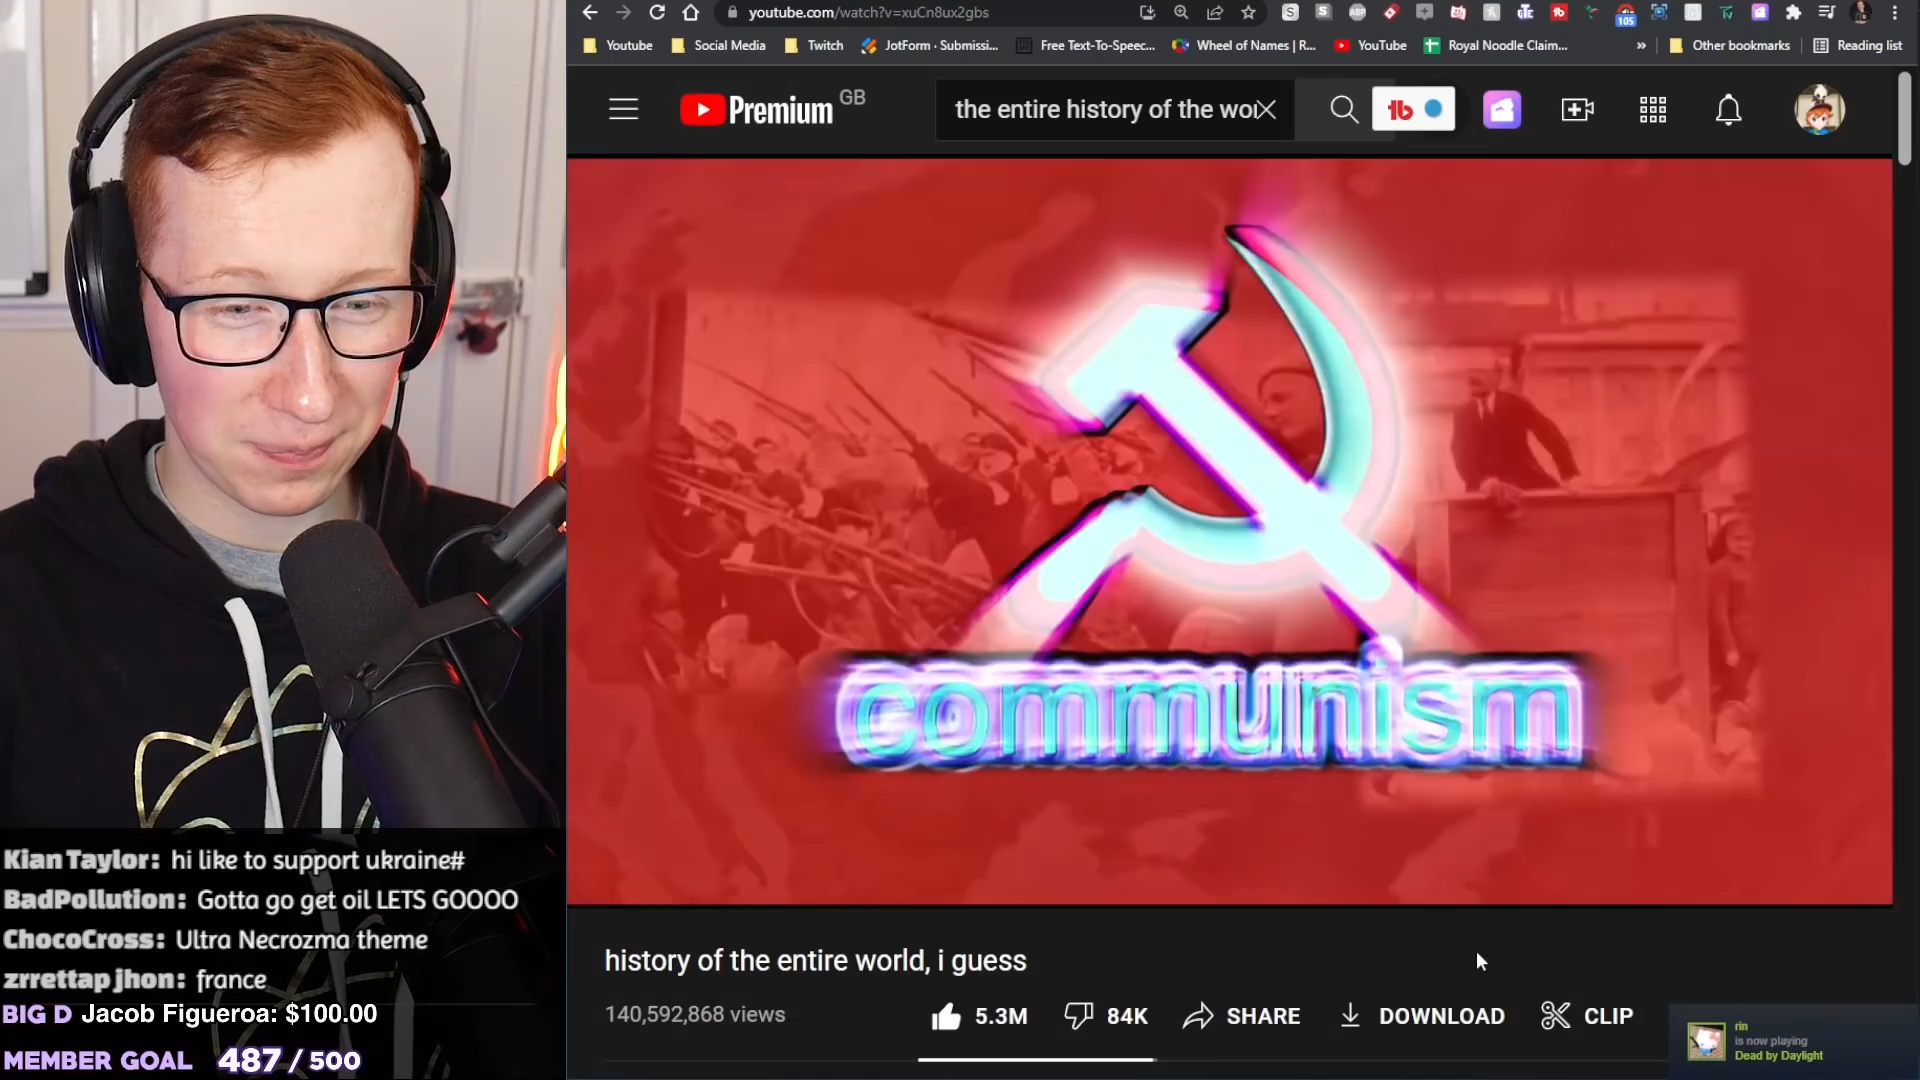 youtube.com/watch?v=xuCn8ux2gbs
105
Youtube Social Media Twitch JotForm · Submissi... Free Text-To-Speec... Wheel of Names | R... YouTube Royal Noodle Claim... » Other bookmarks Reading list
Premium GB
the entire history of the wor
communism
Kian Taylor: hi like to support ukraine#
BadPollution: Gotta go get oil LETS GOOOO
ChocoCross: Ultra Necrozma theme
zrrettap jhon: france
BIG D Jacob Figueroa: $100.00
MEMBER GOAL 487 / 500
history of the entire world, i guess
140,592,868 views
5.3M 84K SHARE DOWNLOAD CLIP
rin
is now playing
Dead by Daylight